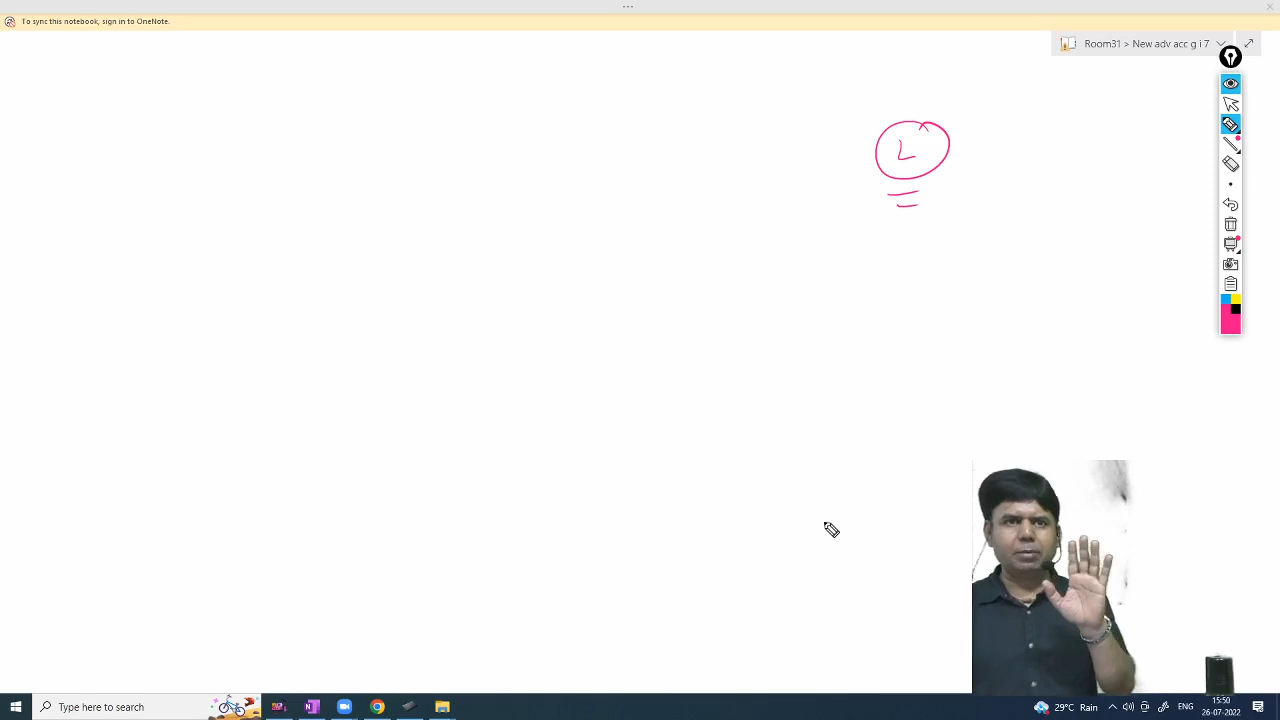 To sync this notebook, sign in to OneNote.
Room31 > New adv acc g i 7
L
Type here to search
29°C Rain
ENG
15:50
26-07-2022